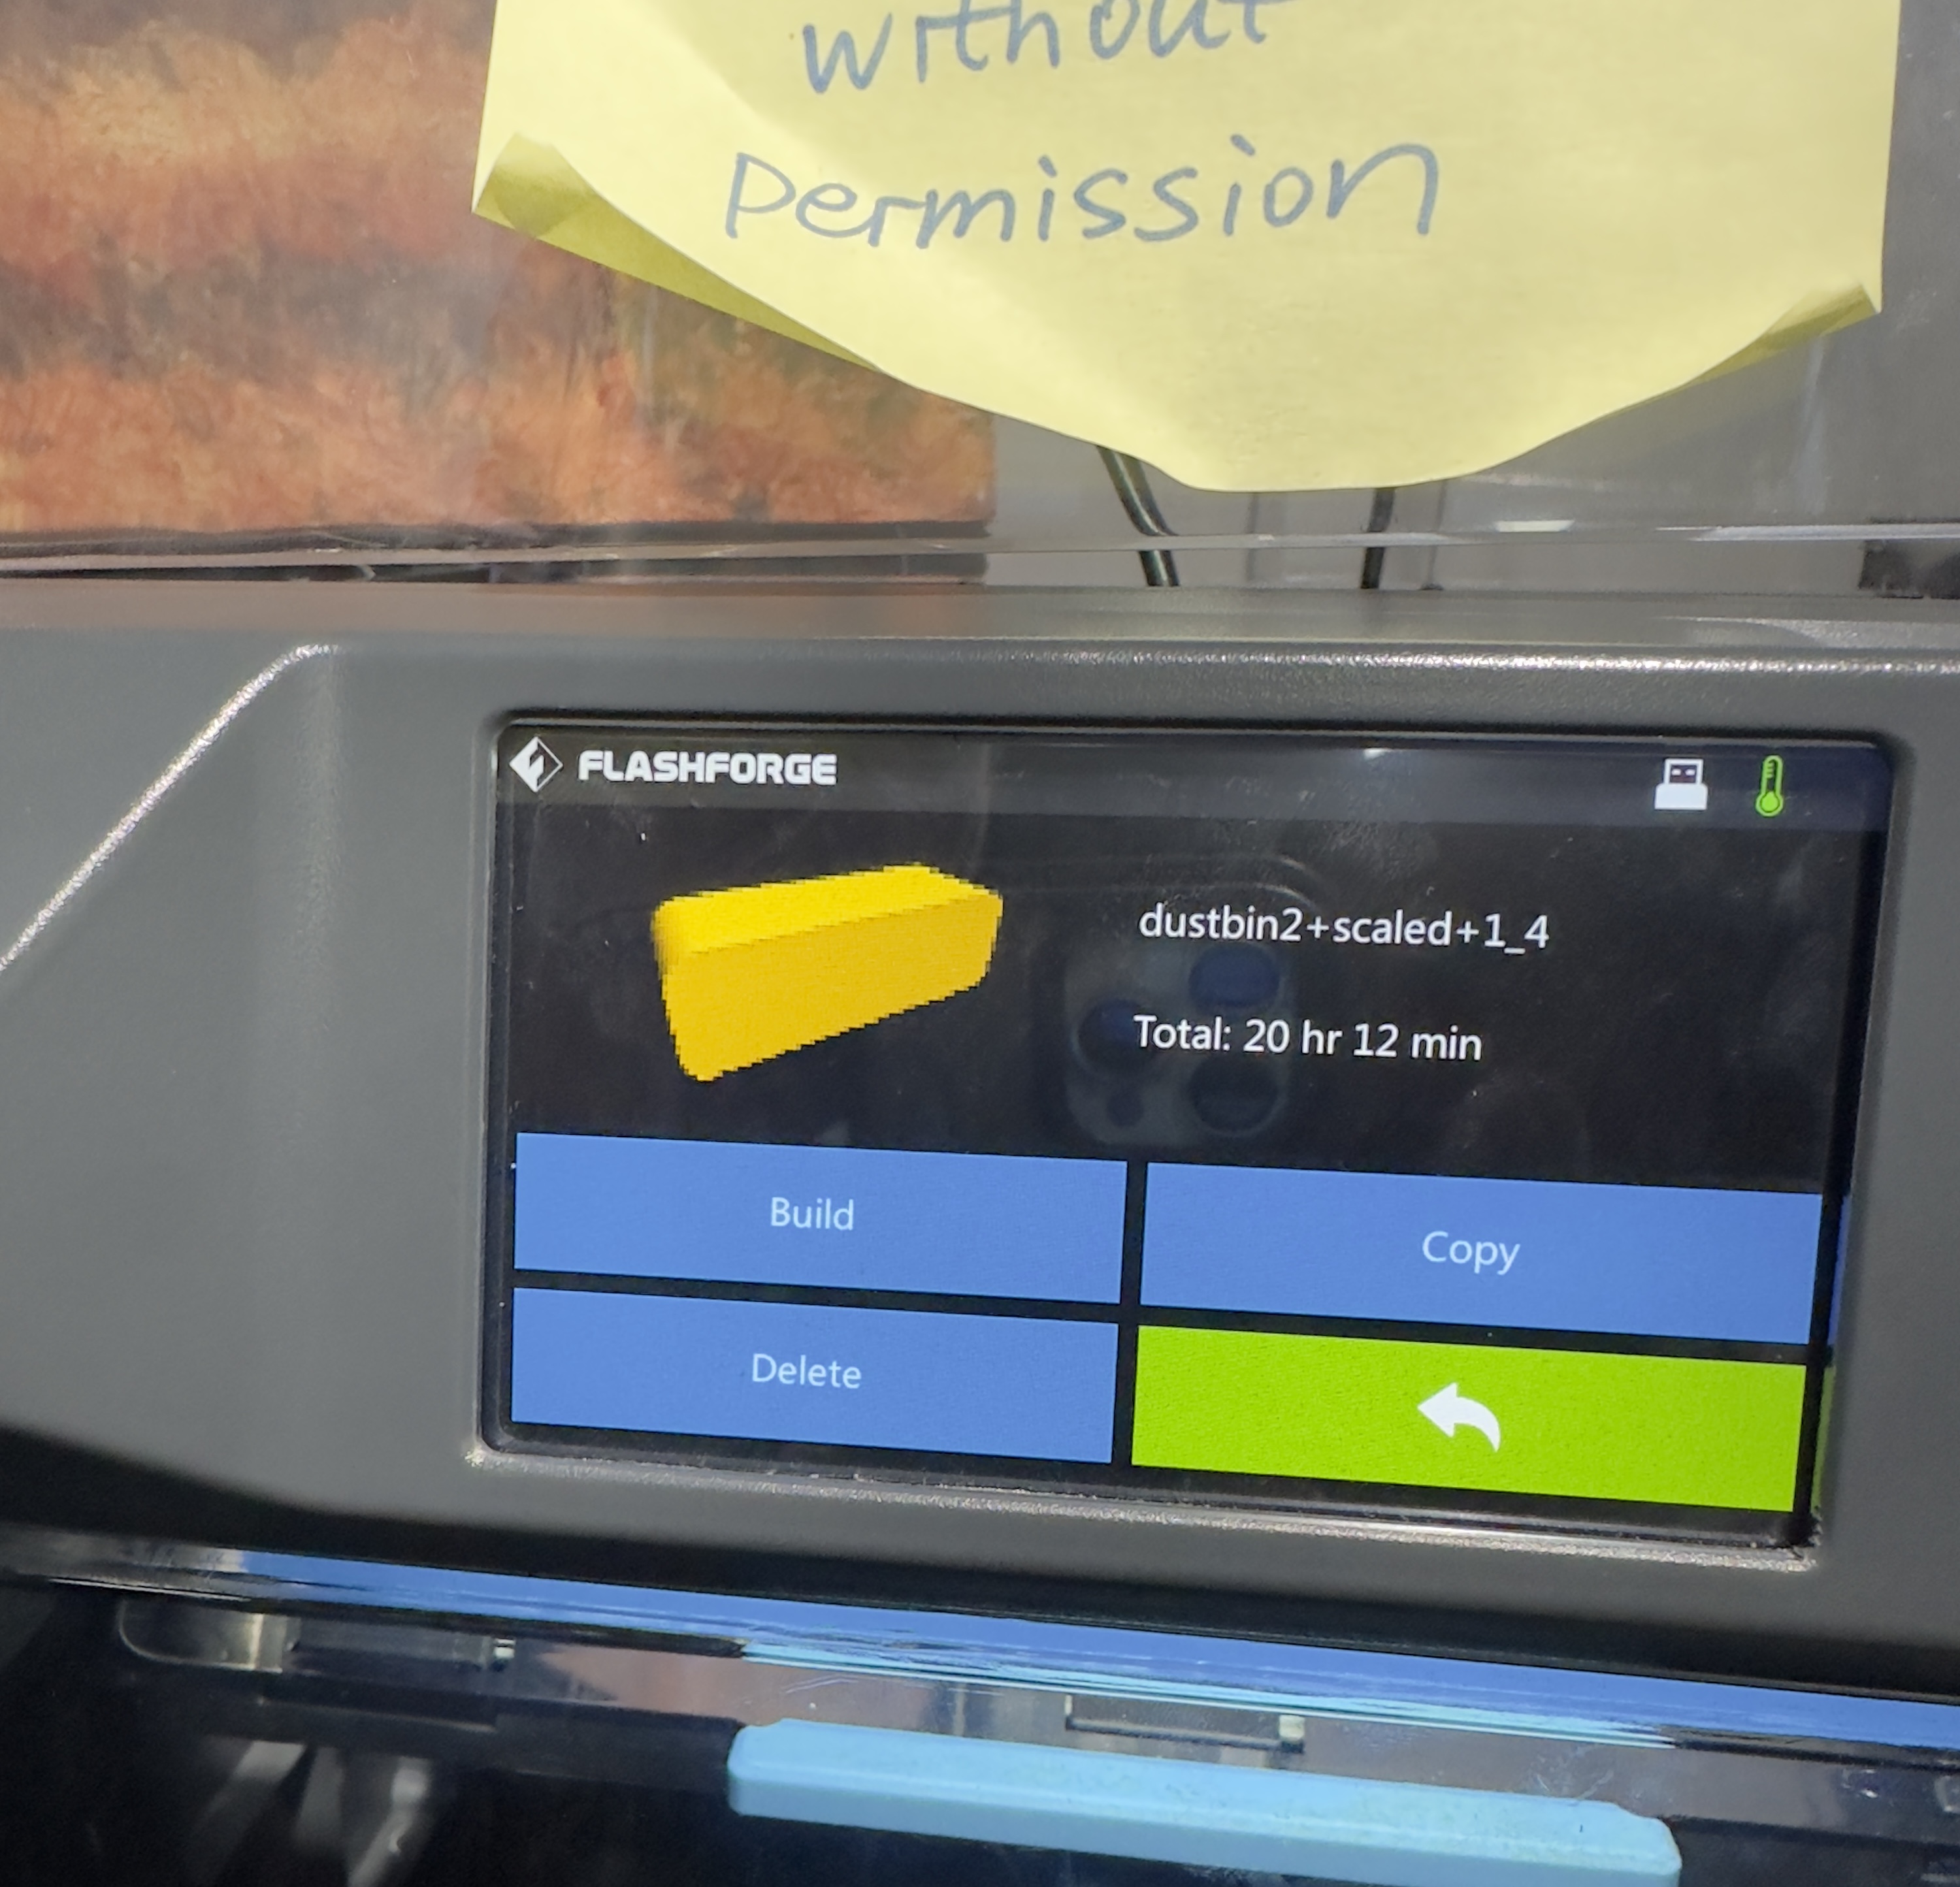 without
Permission
FLASHFORGE
dustbin2+scaled+1_4
Total: 20 hr 12 min
Build
Copy
Delete